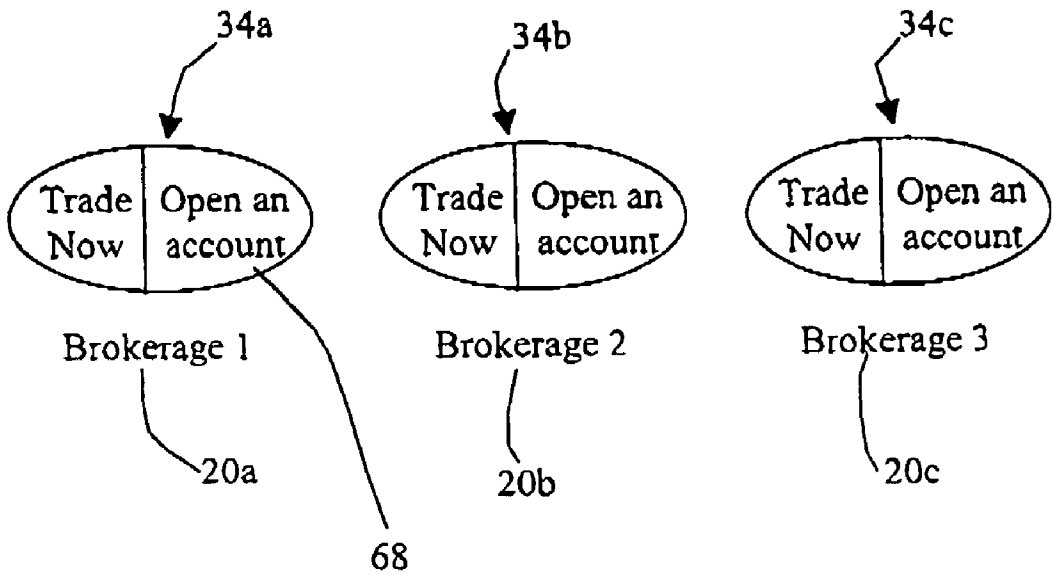 34a
34b
34c
Trade Now
Open an account
Trade Now
Open an account
Trade Now
Open an account
Brokerage 1
Brokerage 2
Brokerage 3
20a
20b
20c
68